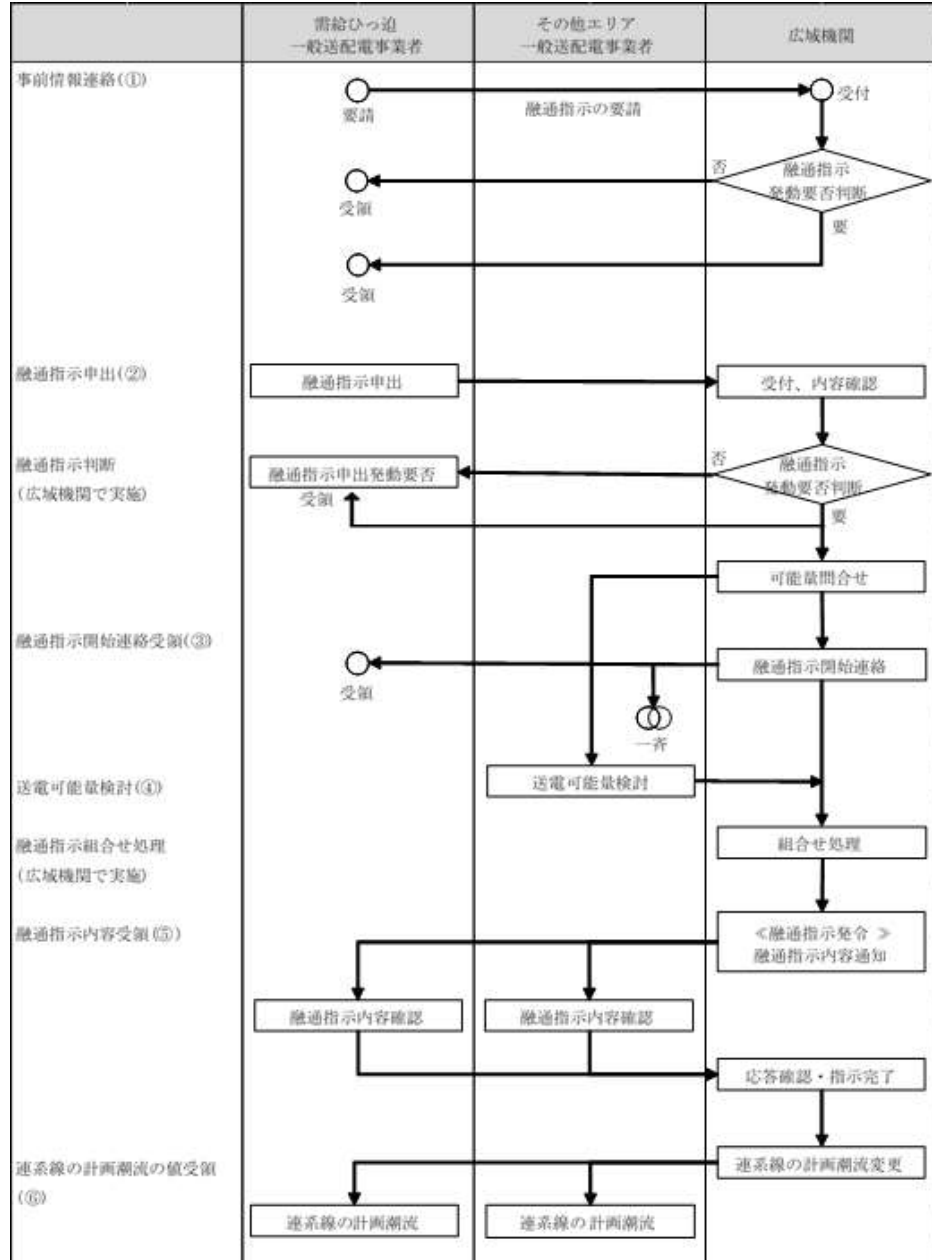 需給ひっ迫
一般送配電事業者
その他エリア
一般送配電事業者
広域機関
事前情報連絡(①)
要請
融通指示の要請
受付
否
融通指示
発動要否判断
受領
要
受領
融通指示申出(②)
融通指示申出
受付、内容確認
融通指示判断
(広域機関で実施)
融通指示申出発動要否
受領
否
融通指示
発動要否判断
要
可能量問合せ
融通指示開始連絡受領(③)
受領
融通指示開始連絡
一斉
送電可能量検討(④)
送電可能量検討
融通指示組合せ処理
(広域機関で実施)
組合せ処理
融通指示内容受領(⑤)
≪融通指示発令 ≫
融通指示内容通知
融通指示内容確認
融通指示内容確認
応答確認・指示完了
連系線の計画潮流の値受領
(⑥)
連系線の計画潮流変更
連系線の計画潮流
連系線の計画潮流